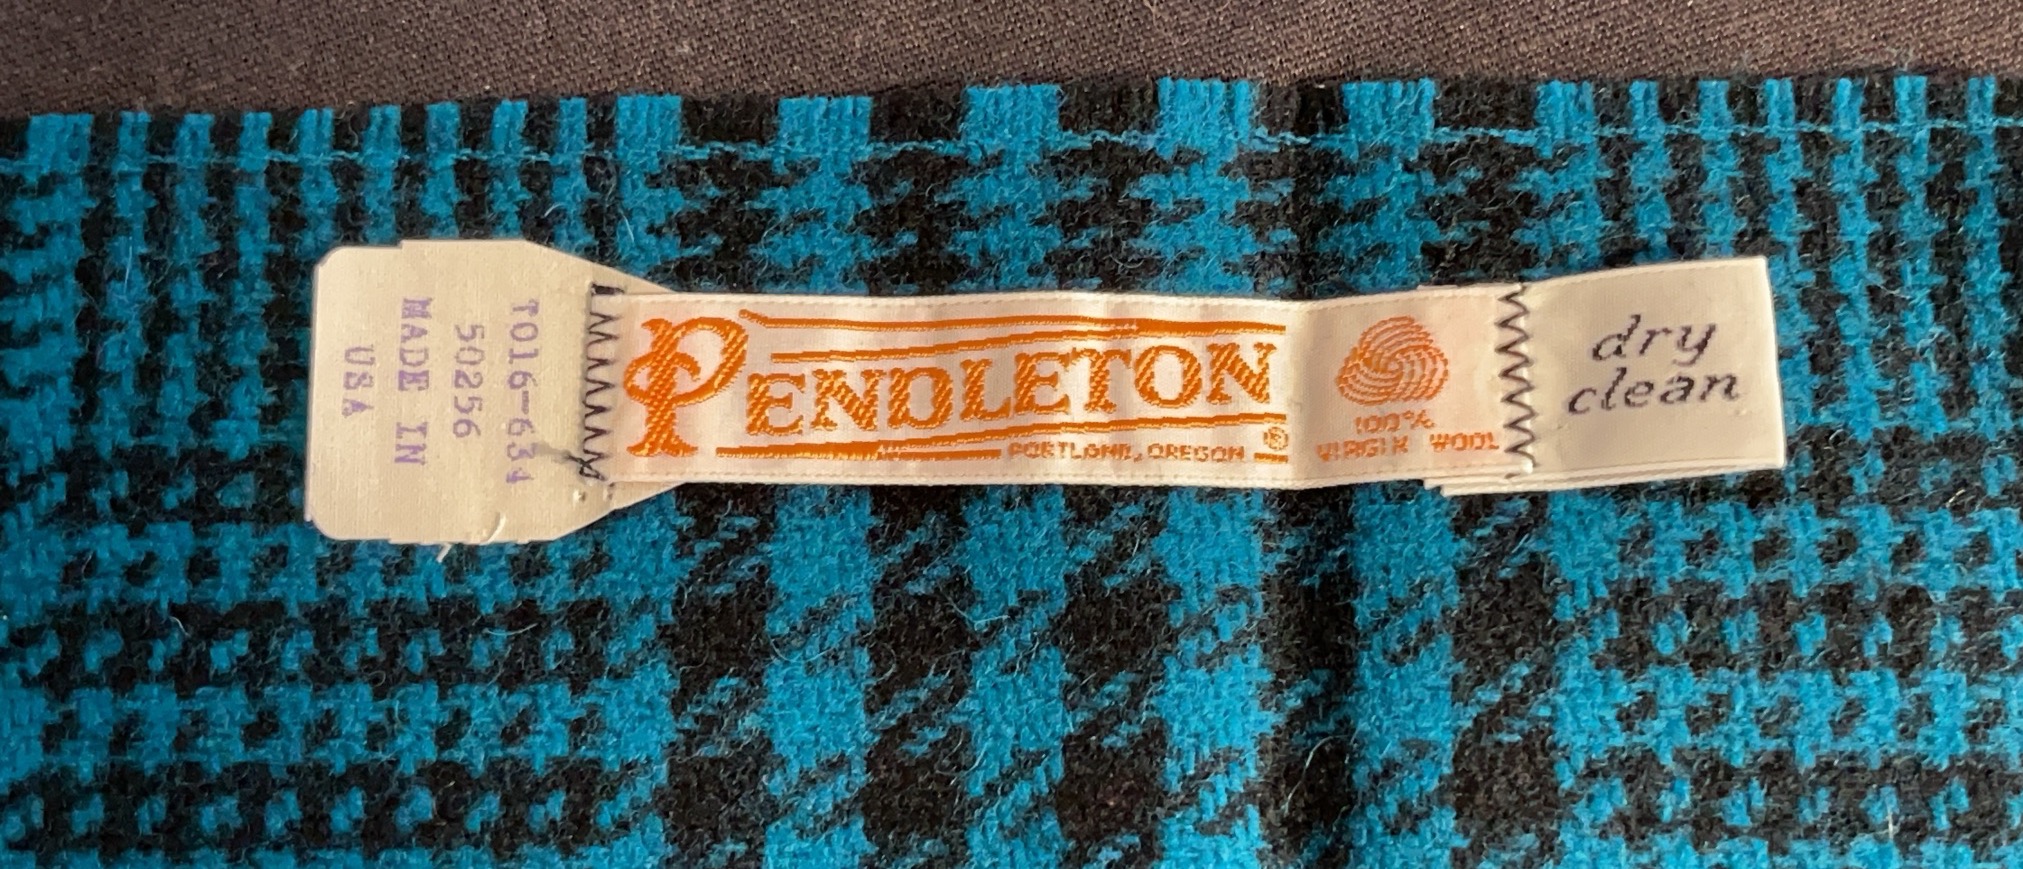 T016-634
50256
MADE IN
USA
PENDLETON
PORTLAND, OREGON ®
100%
VIRGIN WOOL
dry
clean